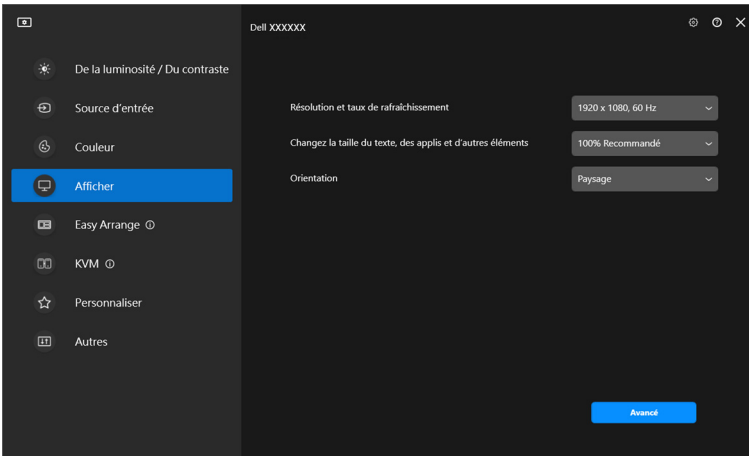 Dell XXXXXX
De la luminosité / Du contraste
Source d'entrée
Couleur
Afficher
Easy Arrange
KVM
Personnaliser
Autres
Résolution et taux de rafraîchissement
1920 x 1080, 60 Hz
Changez la taille du texte, des applis et d'autres éléments
100% Recommandé
Orientation
Paysage
Avancé